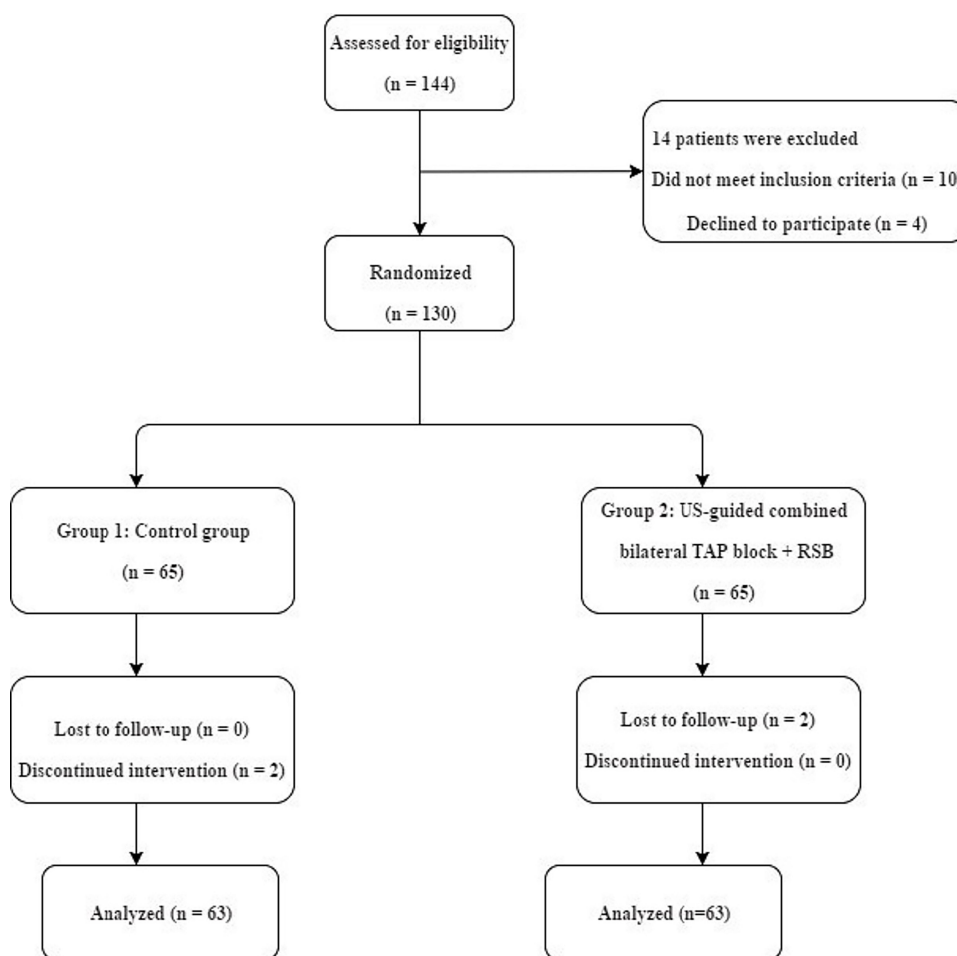 Assessed for eligibility
(n = 144)
14 patients were excluded
Did not meet inclusion criteria (n = 10
Declined to participate (n = 4)
Randomized
(n = 130)
Group 1: Control group
(n = 65)
Group 2: US-guided combined
bilateral TAP block + RSB
(n = 65)
Lost to follow-up (n = 0)
Discontinued intervention (n = 2)
Lost to follow-up (n = 2)
Discontinued intervention (n = 0)
Analyzed (n = 63)
Analyzed (n=63)